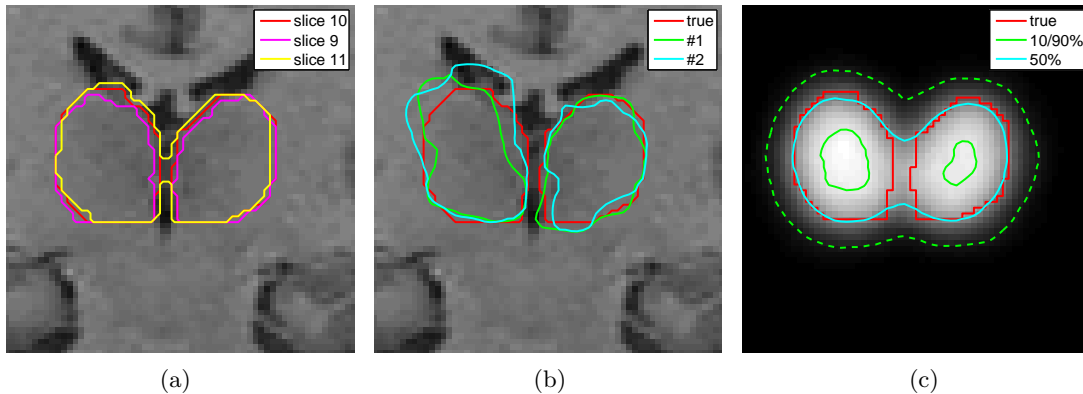 slice 10
slice 9
slice 11
true
#1
#2
true
10/90%
50%
(a)
(b)
(c)